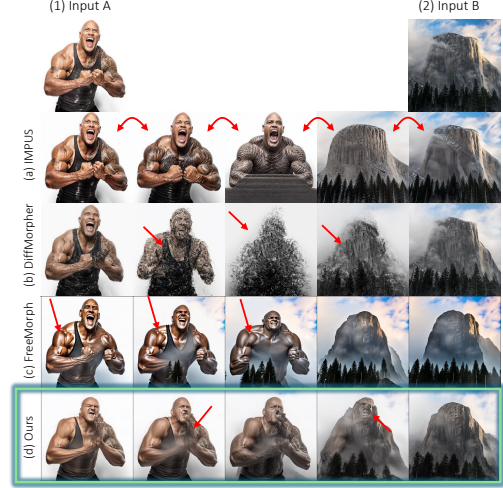 (1) Input A
(2) Input B
(a) IMPUS
(b) DiffMorpher
(c) FreeMorph
(d) Ours